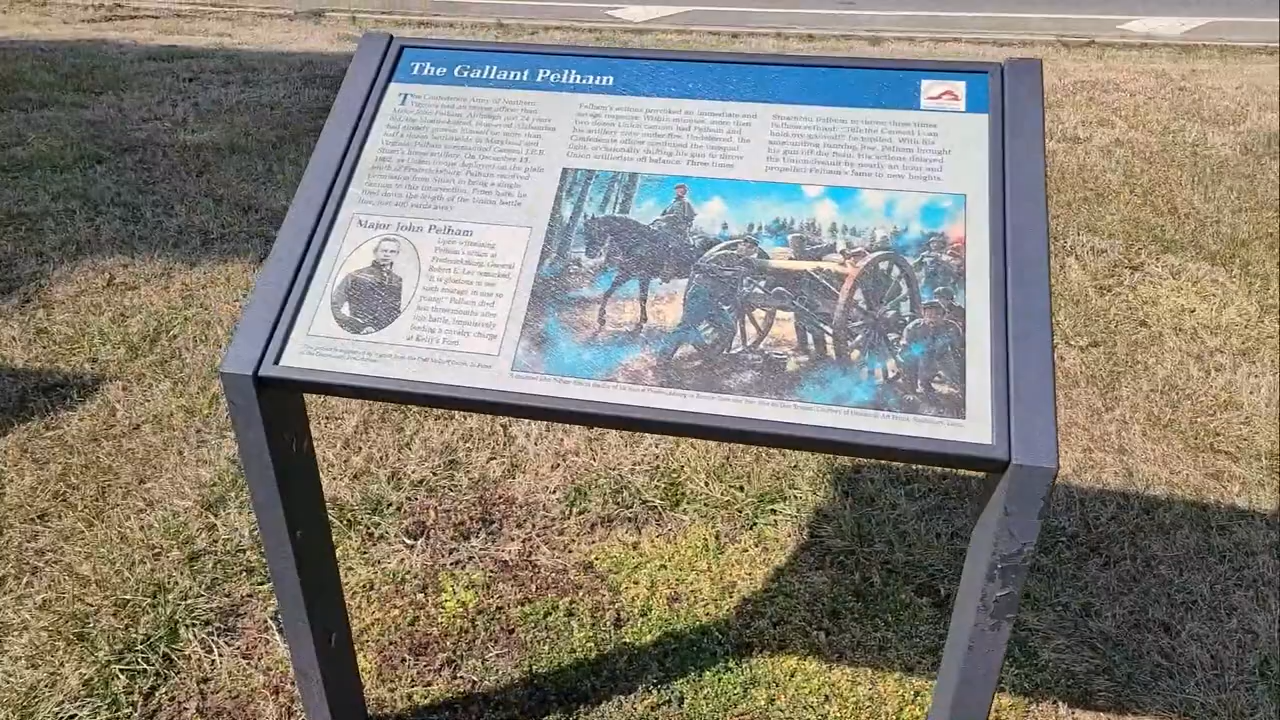 The Gallant Pelham
The Confederate Army of Northern
Virginia had no braver officer than
Major John Pelham. Although just 24 years
old, the blue-eyed, fair-haired Alabamian
had already proven himself on more than
half a dozen battlefields in Maryland and
Virginia. Pelham commanded General J.E.B.
Stuart's horse artillery. On December 13,
1862, as Union troops deployed on the plain
south of Fredericksburg, Pelham received
permission from Stuart to bring a single
cannon to this intersection. From here, he
fired down the length of the Union battle
line, just 400 yards away.
Pelham's actions provoked an immediate and
savage response. Within minutes, more than
two dozen Union cannon had Pelham and
his artillery crew under fire. Undeterred, the
Confederate officer continued the unequal
fight, occasionally shifting his gun to throw
Union artillerists off balance. Three times
Stuart told Pelham to retire; three times
Pelham refused. "Tell the General I can
hold my ground!" he replied. With his
ammunition running low, Pelham brought
his gun off the field. His actions delayed
the Union assault by nearly an hour and
propelled Pelham's fame to new heights.
Major John Pelham
Upon witnessing
Pelham's action at
Fredericksburg, General
Robert E. Lee remarked,
"It is glorious to see
such courage in one so
young!" Pelham died
just three months after
this battle, impulsively
leading a cavalry charge
at Kelly's Ford.